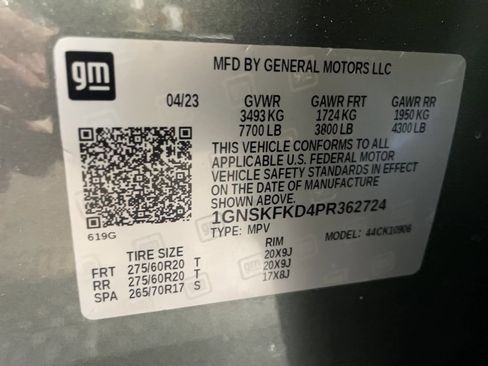 gm
MFD BY GENERAL MOTORS LLC
04/23 GVWR GAWR FRT GAWR RR
3493 KG 1724 KG 1950 KG
7700 LB 3800 LB 4300 LB
THIS VEHICLE CONFORMS TO ALL
APPLICABLE U.S. FEDERAL MOTOR
VEHICLE SAFETY STANDARDS IN EFFECT
ON THE DATE OF MANUFACTURE
SHOWN ABOVE.
1GNSKFKD4PR362724
619G
TYPE: MPV MODEL: 44CK10906
TIRE SIZE RIM
FRT 275/60R20 T 20X9J
RR 275/60R20 T 20X9J
SPA 265/70R17 S 17X8J